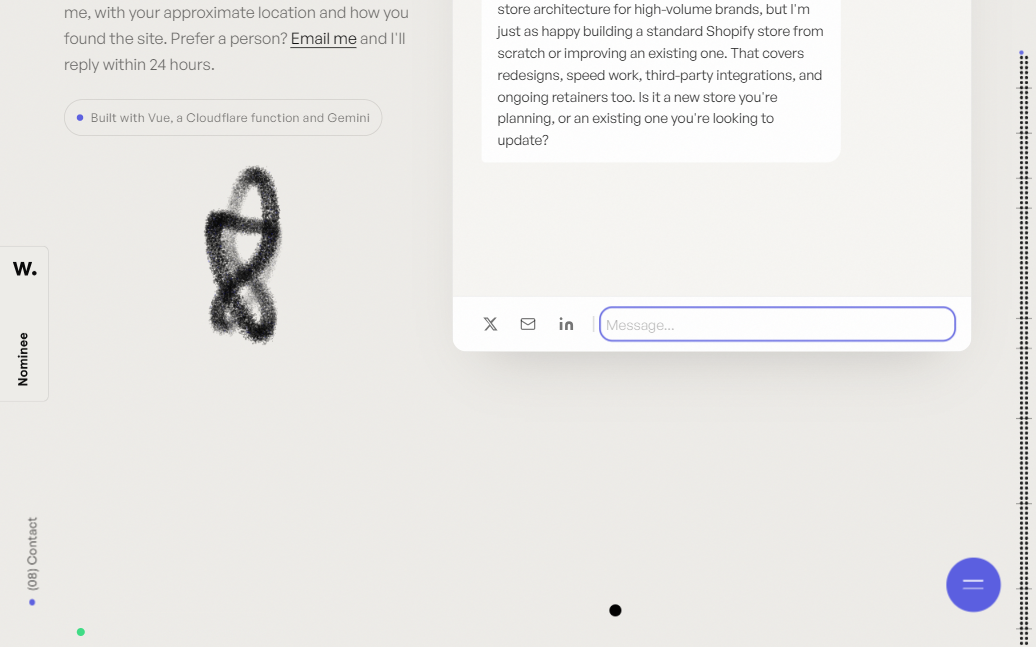 me, with your approximate location and how you
found the site. Prefer a person? Email me and I'll
reply within 24 hours.
Built with Vue, a Cloudflare function and Gemini
store architecture for high-volume brands, but I'm
just as happy building a standard Shopify store from
scratch or improving an existing one. That covers
redesigns, speed work, third-party integrations, and
ongoing retainers too. Is it a new store you're
planning, or an existing one you're looking to
update?
Message...
W.
Nominee
(08) Contact